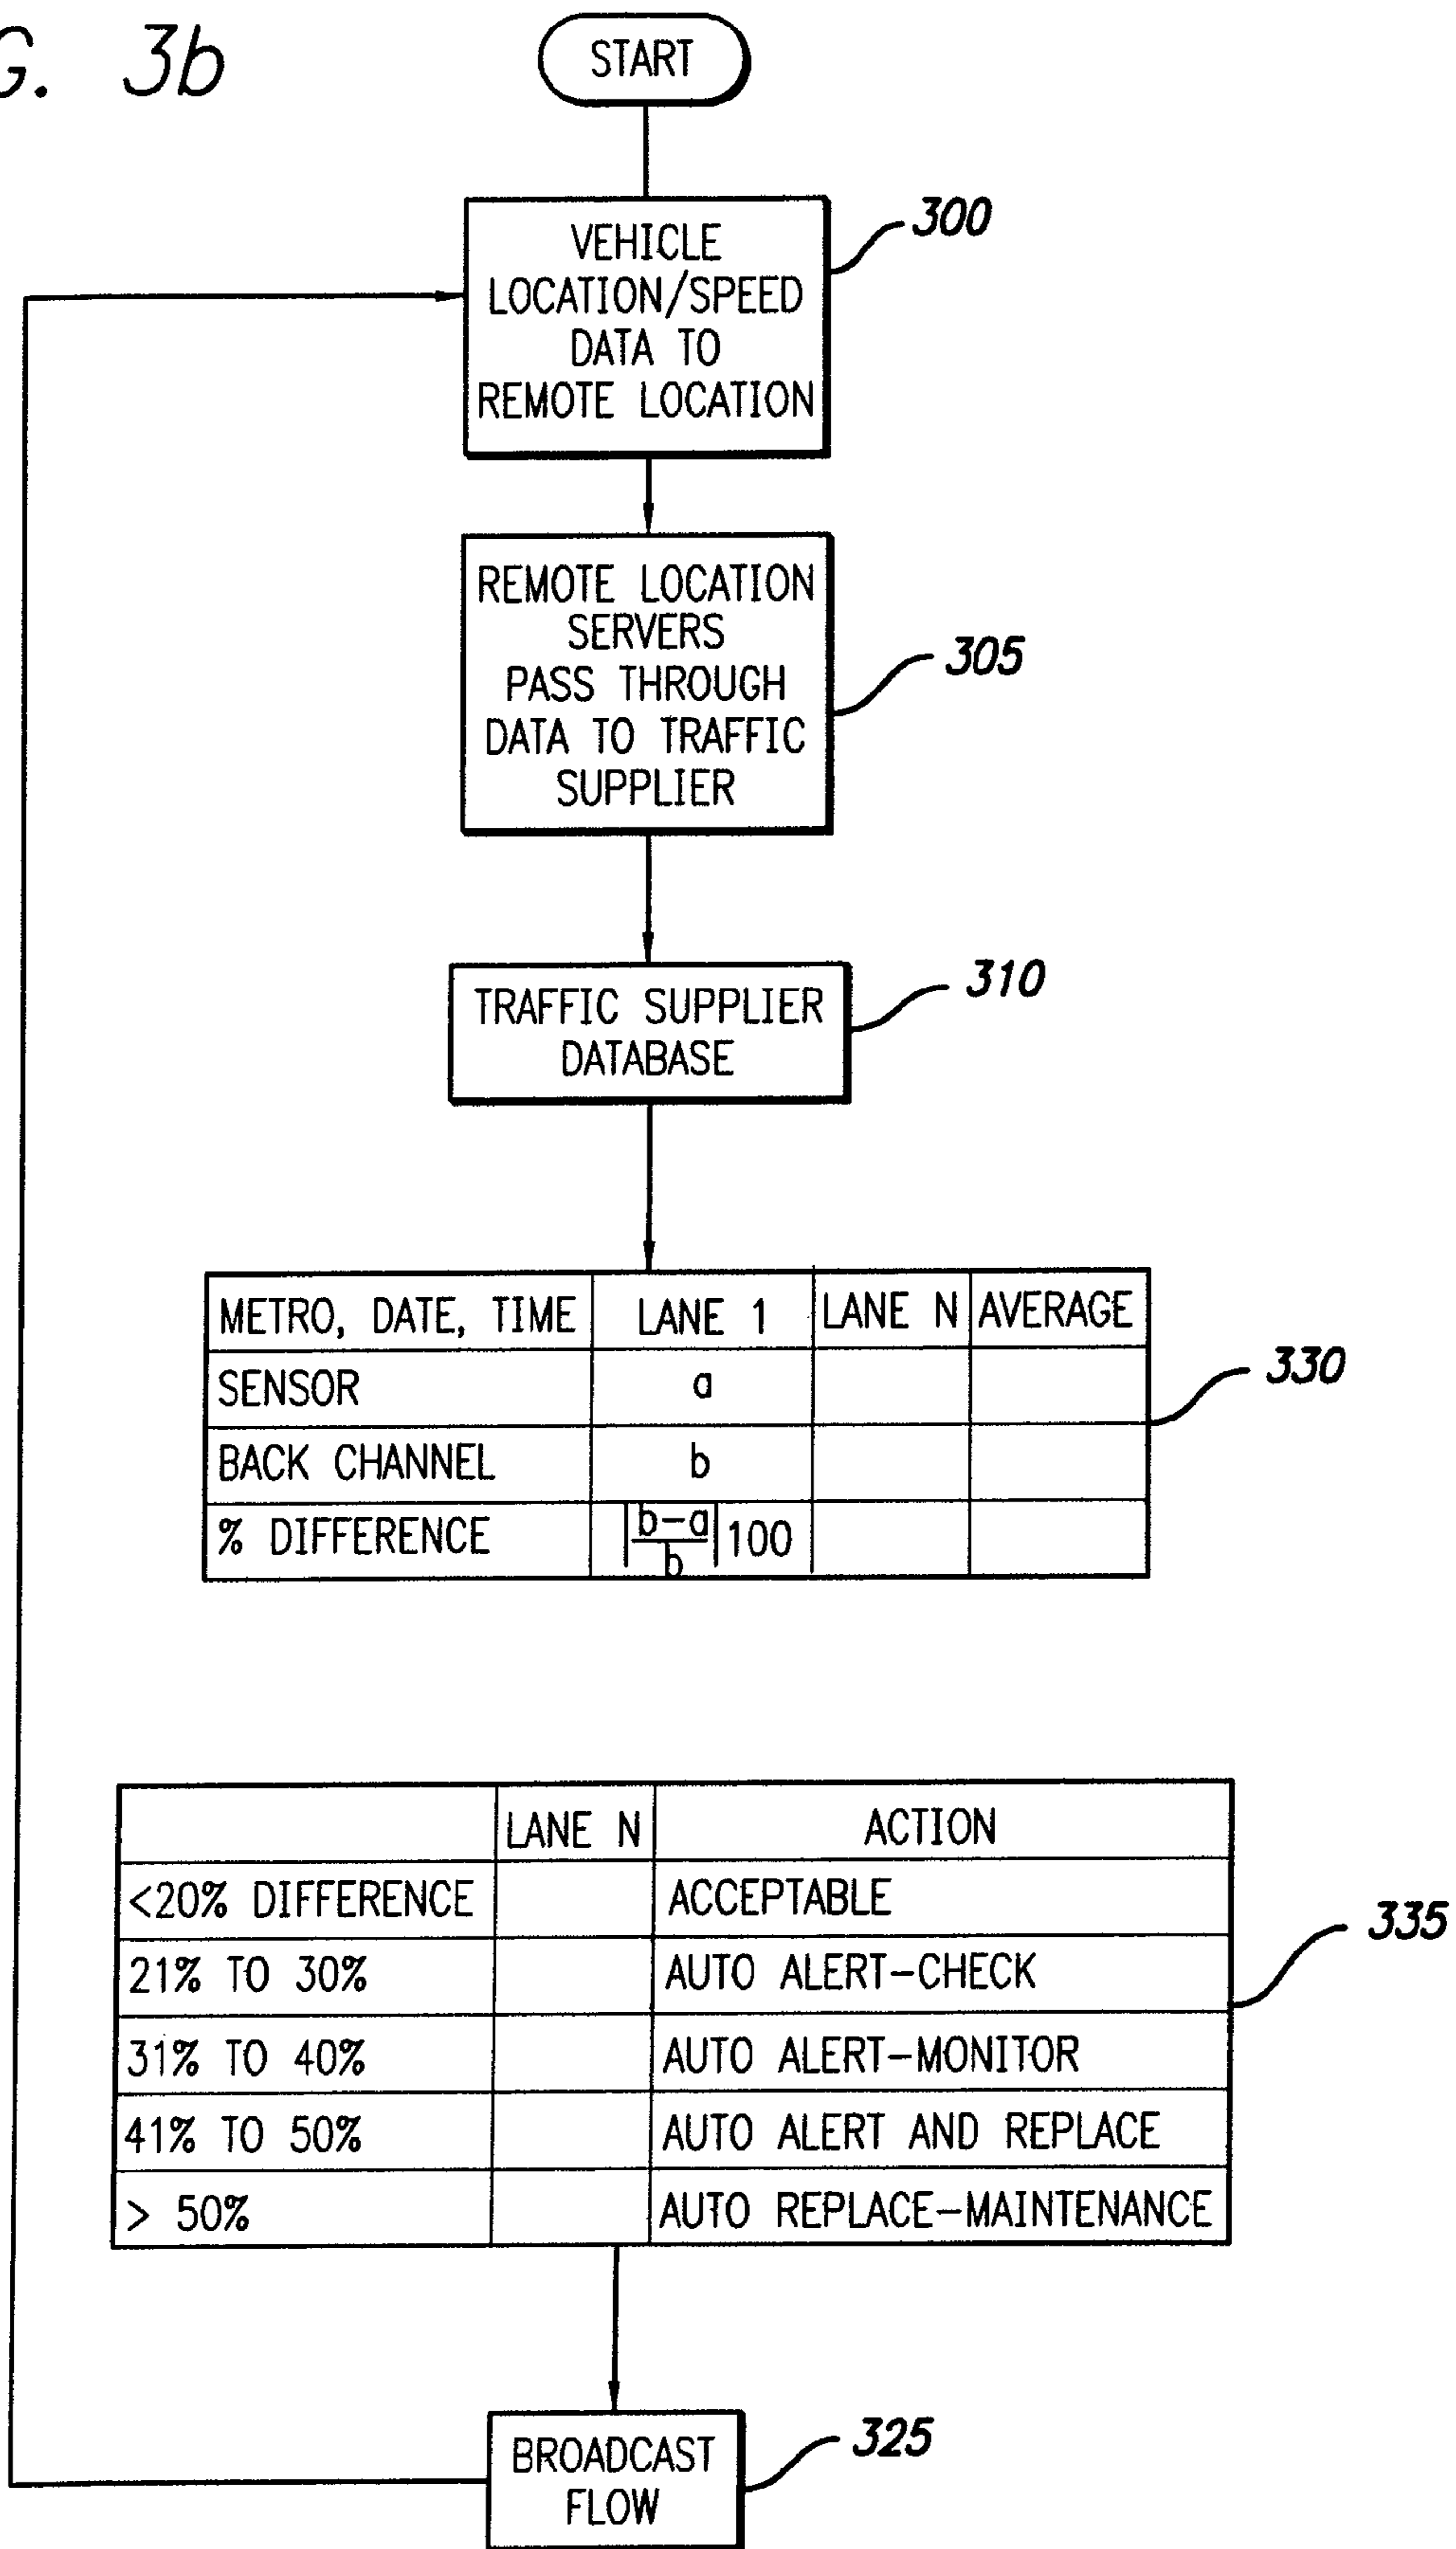 G. 3b
START
VEHICLE
LOCATION/SPEED
DATA TO
REMOTE LOCATION
300
REMOTE LOCATION
SERVERS
PASS THROUGH
DATA TO TRAFFIC
SUPPLIER
305
TRAFFIC SUPPLIER
DATABASE
310
METRO, DATE, TIME LANE 1 LANE N AVERAGE
SENSOR a
BACK CHANNEL b
% DIFFERENCE |b-a/b| 100
330
LANE N ACTION
<20% DIFFERENCE ACCEPTABLE
21% TO 30% AUTO ALERT-CHECK
31% TO 40% AUTO ALERT-MONITOR
41% TO 50% AUTO ALERT AND REPLACE
> 50% AUTO REPLACE-MAINTENANCE
335
BROADCAST
FLOW
325